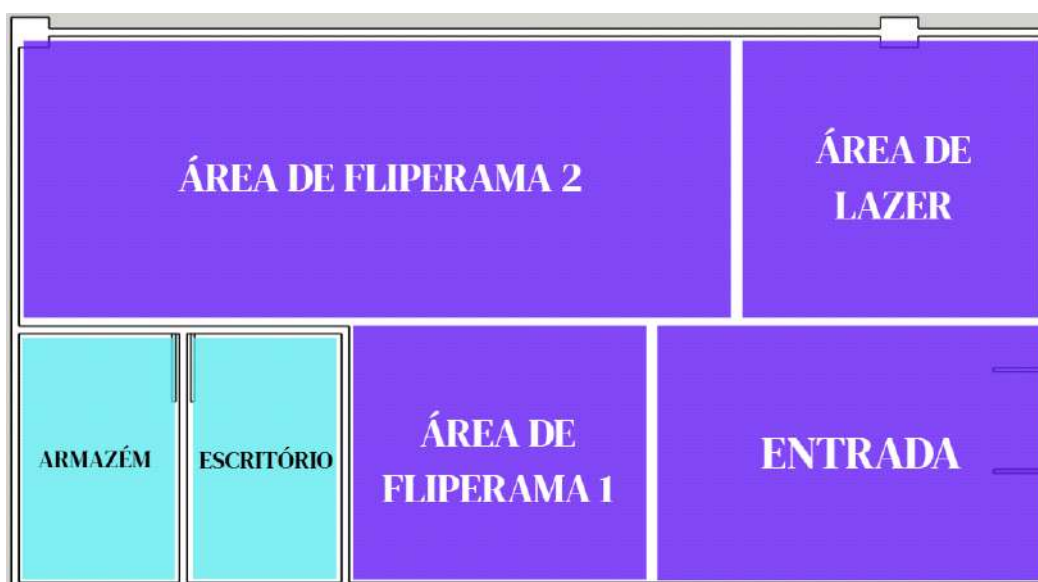 ÁREA DE FLIPERAMA 2
ÁREA DE
LAZER
ARMAZÉM
ESCRITÓRIO
ÁREA DE
FLIPERAMA 1
ENTRADA